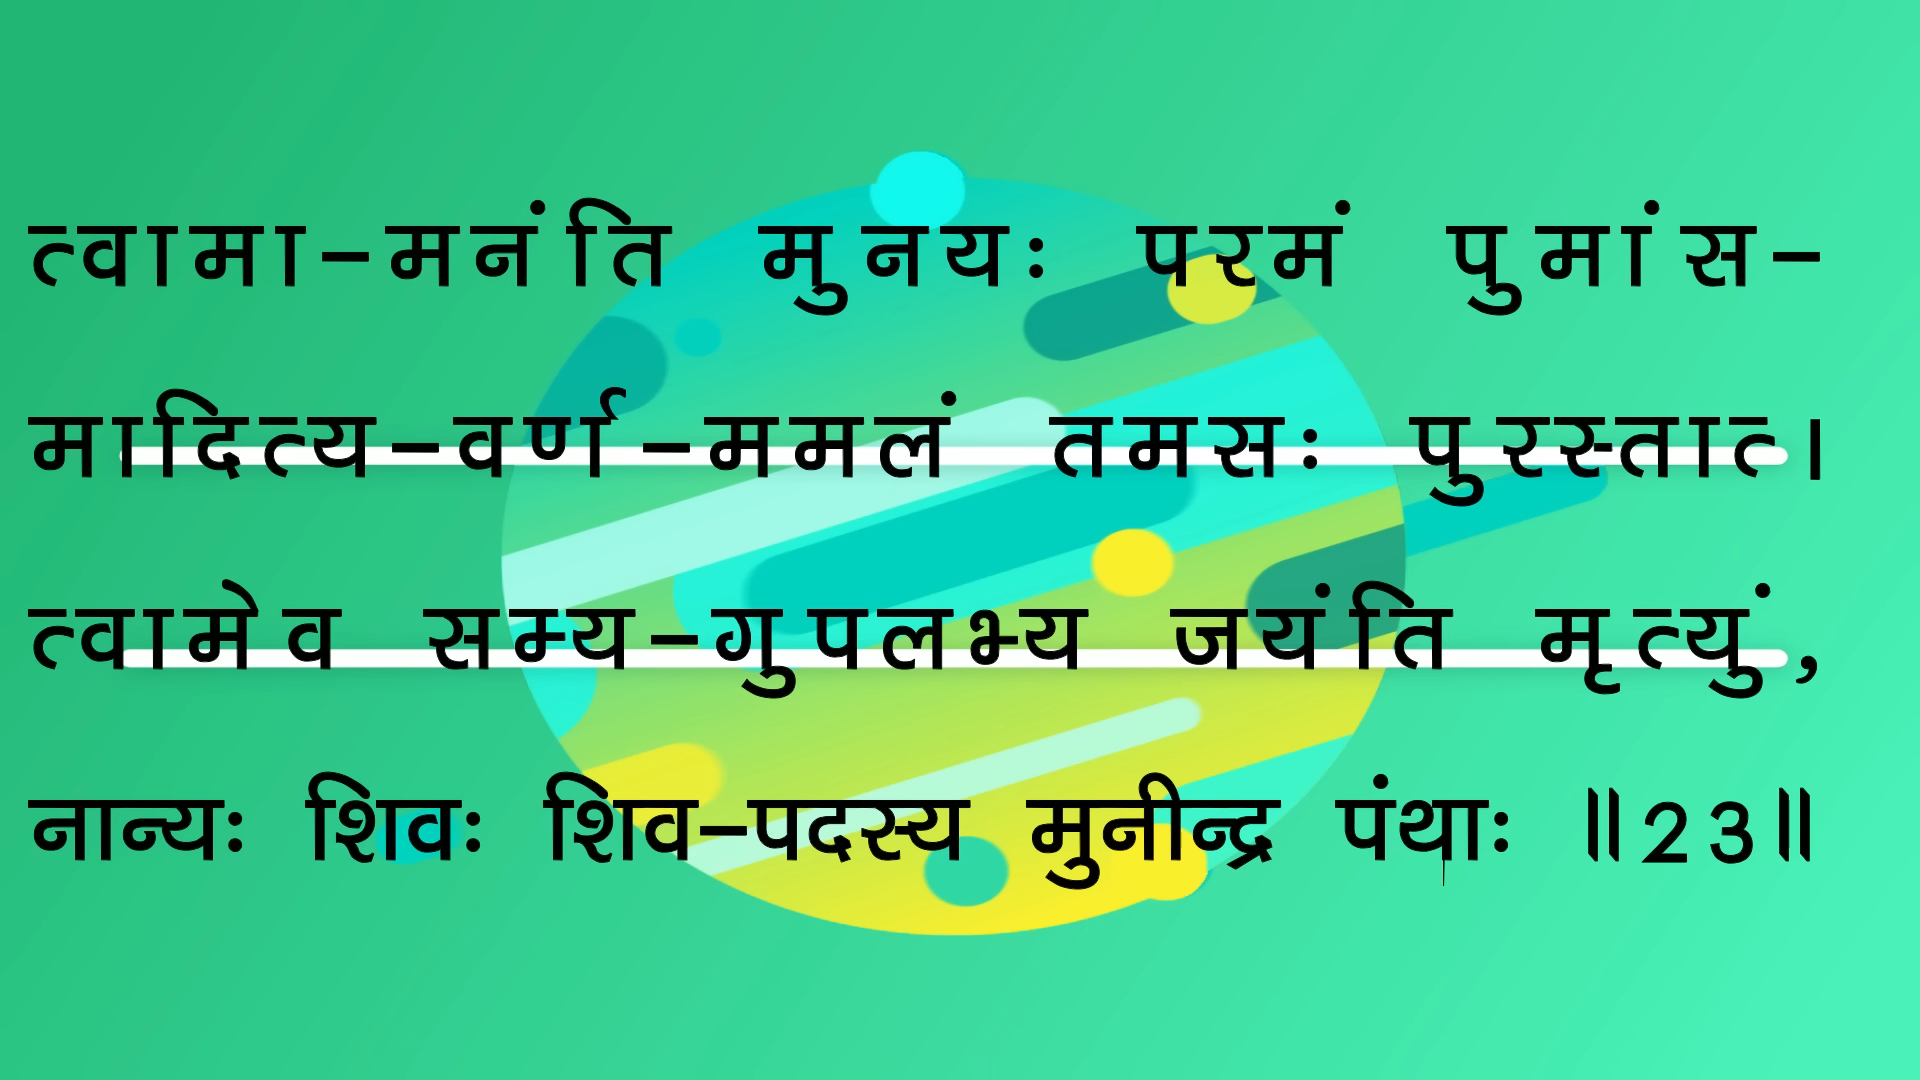 त्वामा-मनंति मुनयः परमं पुमांस-
मादित्य-वर्ण-ममलं तमसः पुरस्तात्।
त्वामेव सम्य-गुपलभ्य जयंति मृत्युं,
नान्यः शिवः शिव-पदस्य मुनीन्द्र पंथाः ॥23॥